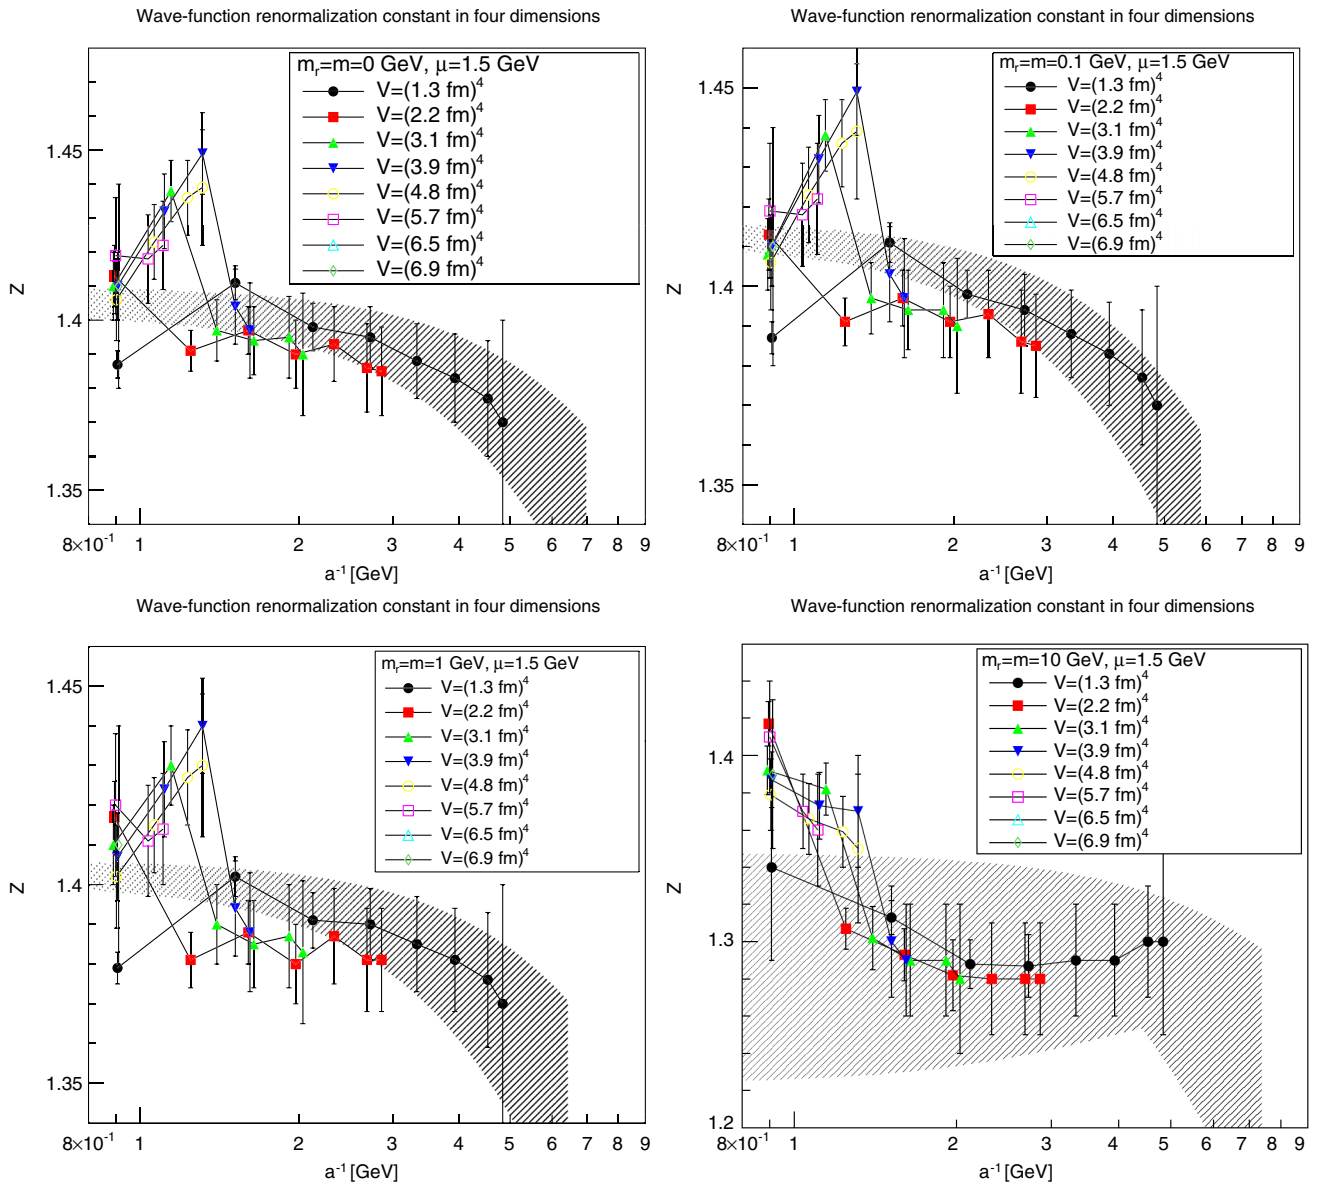 Wave-function renormalization constant in four dimensions
Z
1.45
1.4
1.35
m_r=m=0 GeV, μ=1.5 GeV
V=(1.3 fm)^4
V=(2.2 fm)^4
V=(3.1 fm)^4
V=(3.9 fm)^4
V=(4.8 fm)^4
V=(5.7 fm)^4
V=(6.5 fm)^4
V=(6.9 fm)^4
8×10^-1 1 2 3 4 5 6 7 8 9
a^-1 [GeV]
Wave-function renormalization constant in four dimensions
Z
1.45
1.4
1.35
m_r=m=0.1 GeV, μ=1.5 GeV
V=(1.3 fm)^4
V=(2.2 fm)^4
V=(3.1 fm)^4
V=(3.9 fm)^4
V=(4.8 fm)^4
V=(5.7 fm)^4
V=(6.5 fm)^4
V=(6.9 fm)^4
8×10^-1 1 2 3 4 5 6 7 8 9
a^-1 [GeV]
Wave-function renormalization constant in four dimensions
Z
1.45
1.4
1.35
m_r=m=1 GeV, μ=1.5 GeV
V=(1.3 fm)^4
V=(2.2 fm)^4
V=(3.1 fm)^4
V=(3.9 fm)^4
V=(4.8 fm)^4
V=(5.7 fm)^4
V=(6.5 fm)^4
V=(6.9 fm)^4
8×10^-1 1 2 3 4 5 6 7 8 9
a^-1 [GeV]
Wave-function renormalization constant in four dimensions
Z
1.4
1.3
1.2
m_r=m=10 GeV, μ=1.5 GeV
V=(1.3 fm)^4
V=(2.2 fm)^4
V=(3.1 fm)^4
V=(3.9 fm)^4
V=(4.8 fm)^4
V=(5.7 fm)^4
V=(6.5 fm)^4
V=(6.9 fm)^4
8×10^-1 1 2 3 4 5 6 7 8 9
a^-1 [GeV]